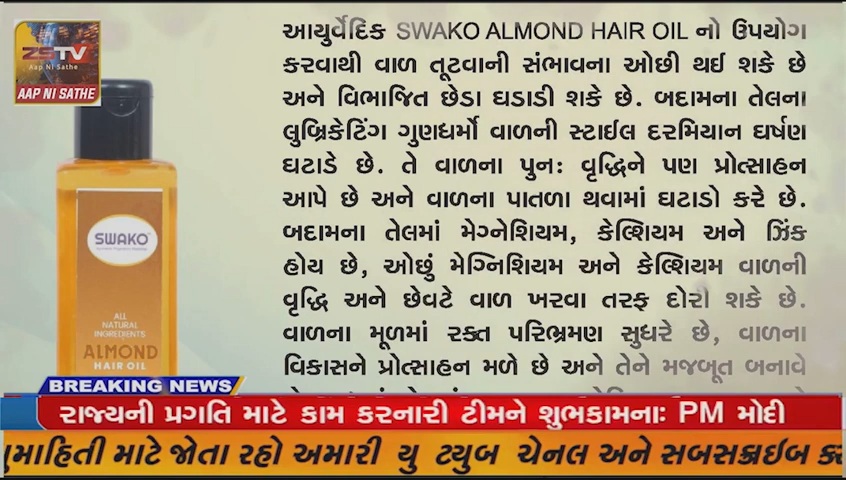 ZSTV
Aap Ni Sathe
AAP NI SATHE
આયુર્વેદિક SWAKO ALMOND HAIR OIL નો ઉપયોગ
કરવાથી વાળ તૂટવાની સંભાવના ઓછી થઈ શકે છે
અને વિભાજિત છેડા ઘડાડી શકે છે. બદામના તેલના
લુબ્રિકેટિંગ ગુણધર્મો વાળની સ્ટાઈલ દરમિયાન ઘર્ષણ
ઘટાડે છે. તે વાળના પુનઃ વૃદ્ધિને પણ પ્રોત્સાહન
આપે છે અને વાળના પાતળા થવામાં ઘટાડો કરે છે.
બદામના તેલમાં મેગ્નેશિયમ, કેલ્શિયમ અને ઝિંક
હોય છે, ઓછું મેગ્નિશિયમ અને કેલ્શિયમ વાળની
વૃદ્ધિ અને છેવટે વાળ ખરવા તરફ દોરી શકે છે.
વાળના મૂળમાં રક્ત પરિભ્રમણ સુધરે છે, વાળના
વિકાસને પ્રોત્સાહન મળે છે અને તેને મજબૂત બનાવે
SWAKO
ALL
NATURAL
INGREDIENTS
ALMOND
HAIR OIL
BREAKING NEWS
રાજ્યની પ્રગતિ માટે કામ કરનારી ટીમને શુભકામનાઃ PM મોદી
માહિતી માટે જોતા રહો અમારી યુ ટ્યુબ ચેનલ અને સબસક્રાઇબ